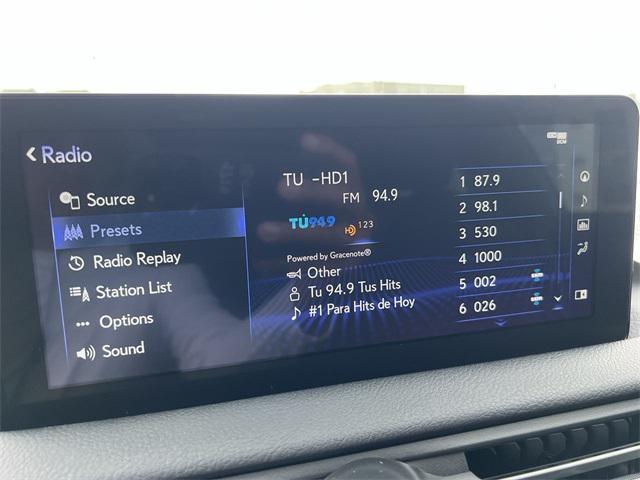 Radio
Source
Presets
Radio Replay
Station List
Options
Sound
TU -HD1
FM 94.9
TÚ94.9
HD 123
Powered by Gracenote®
Other
Tu 94.9 Tus Hits
#1 Para Hits de Hoy
1 87.9
2 98.1
3 530
4 1000
5 002
6 026